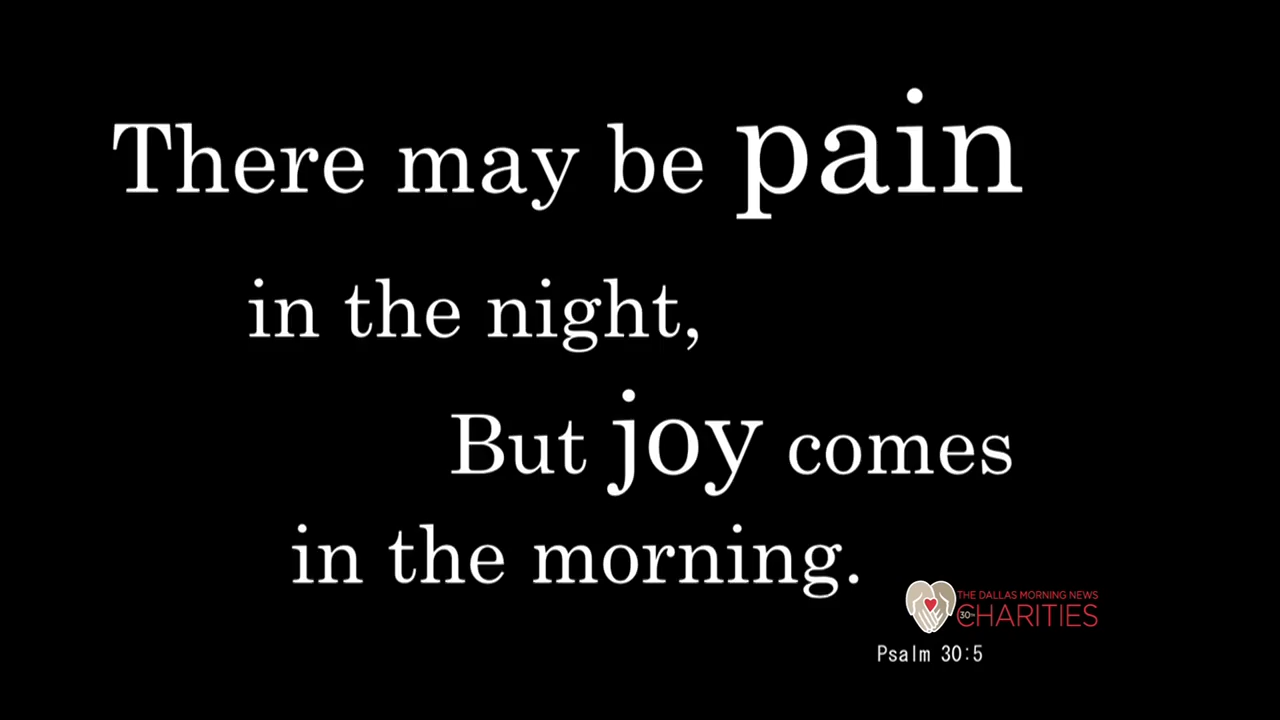 There may be pain
in the night,
But joy comes
in the morning.
THE DALLAS MORNING NEWS
30TH CHARITIES
Psalm 30:5